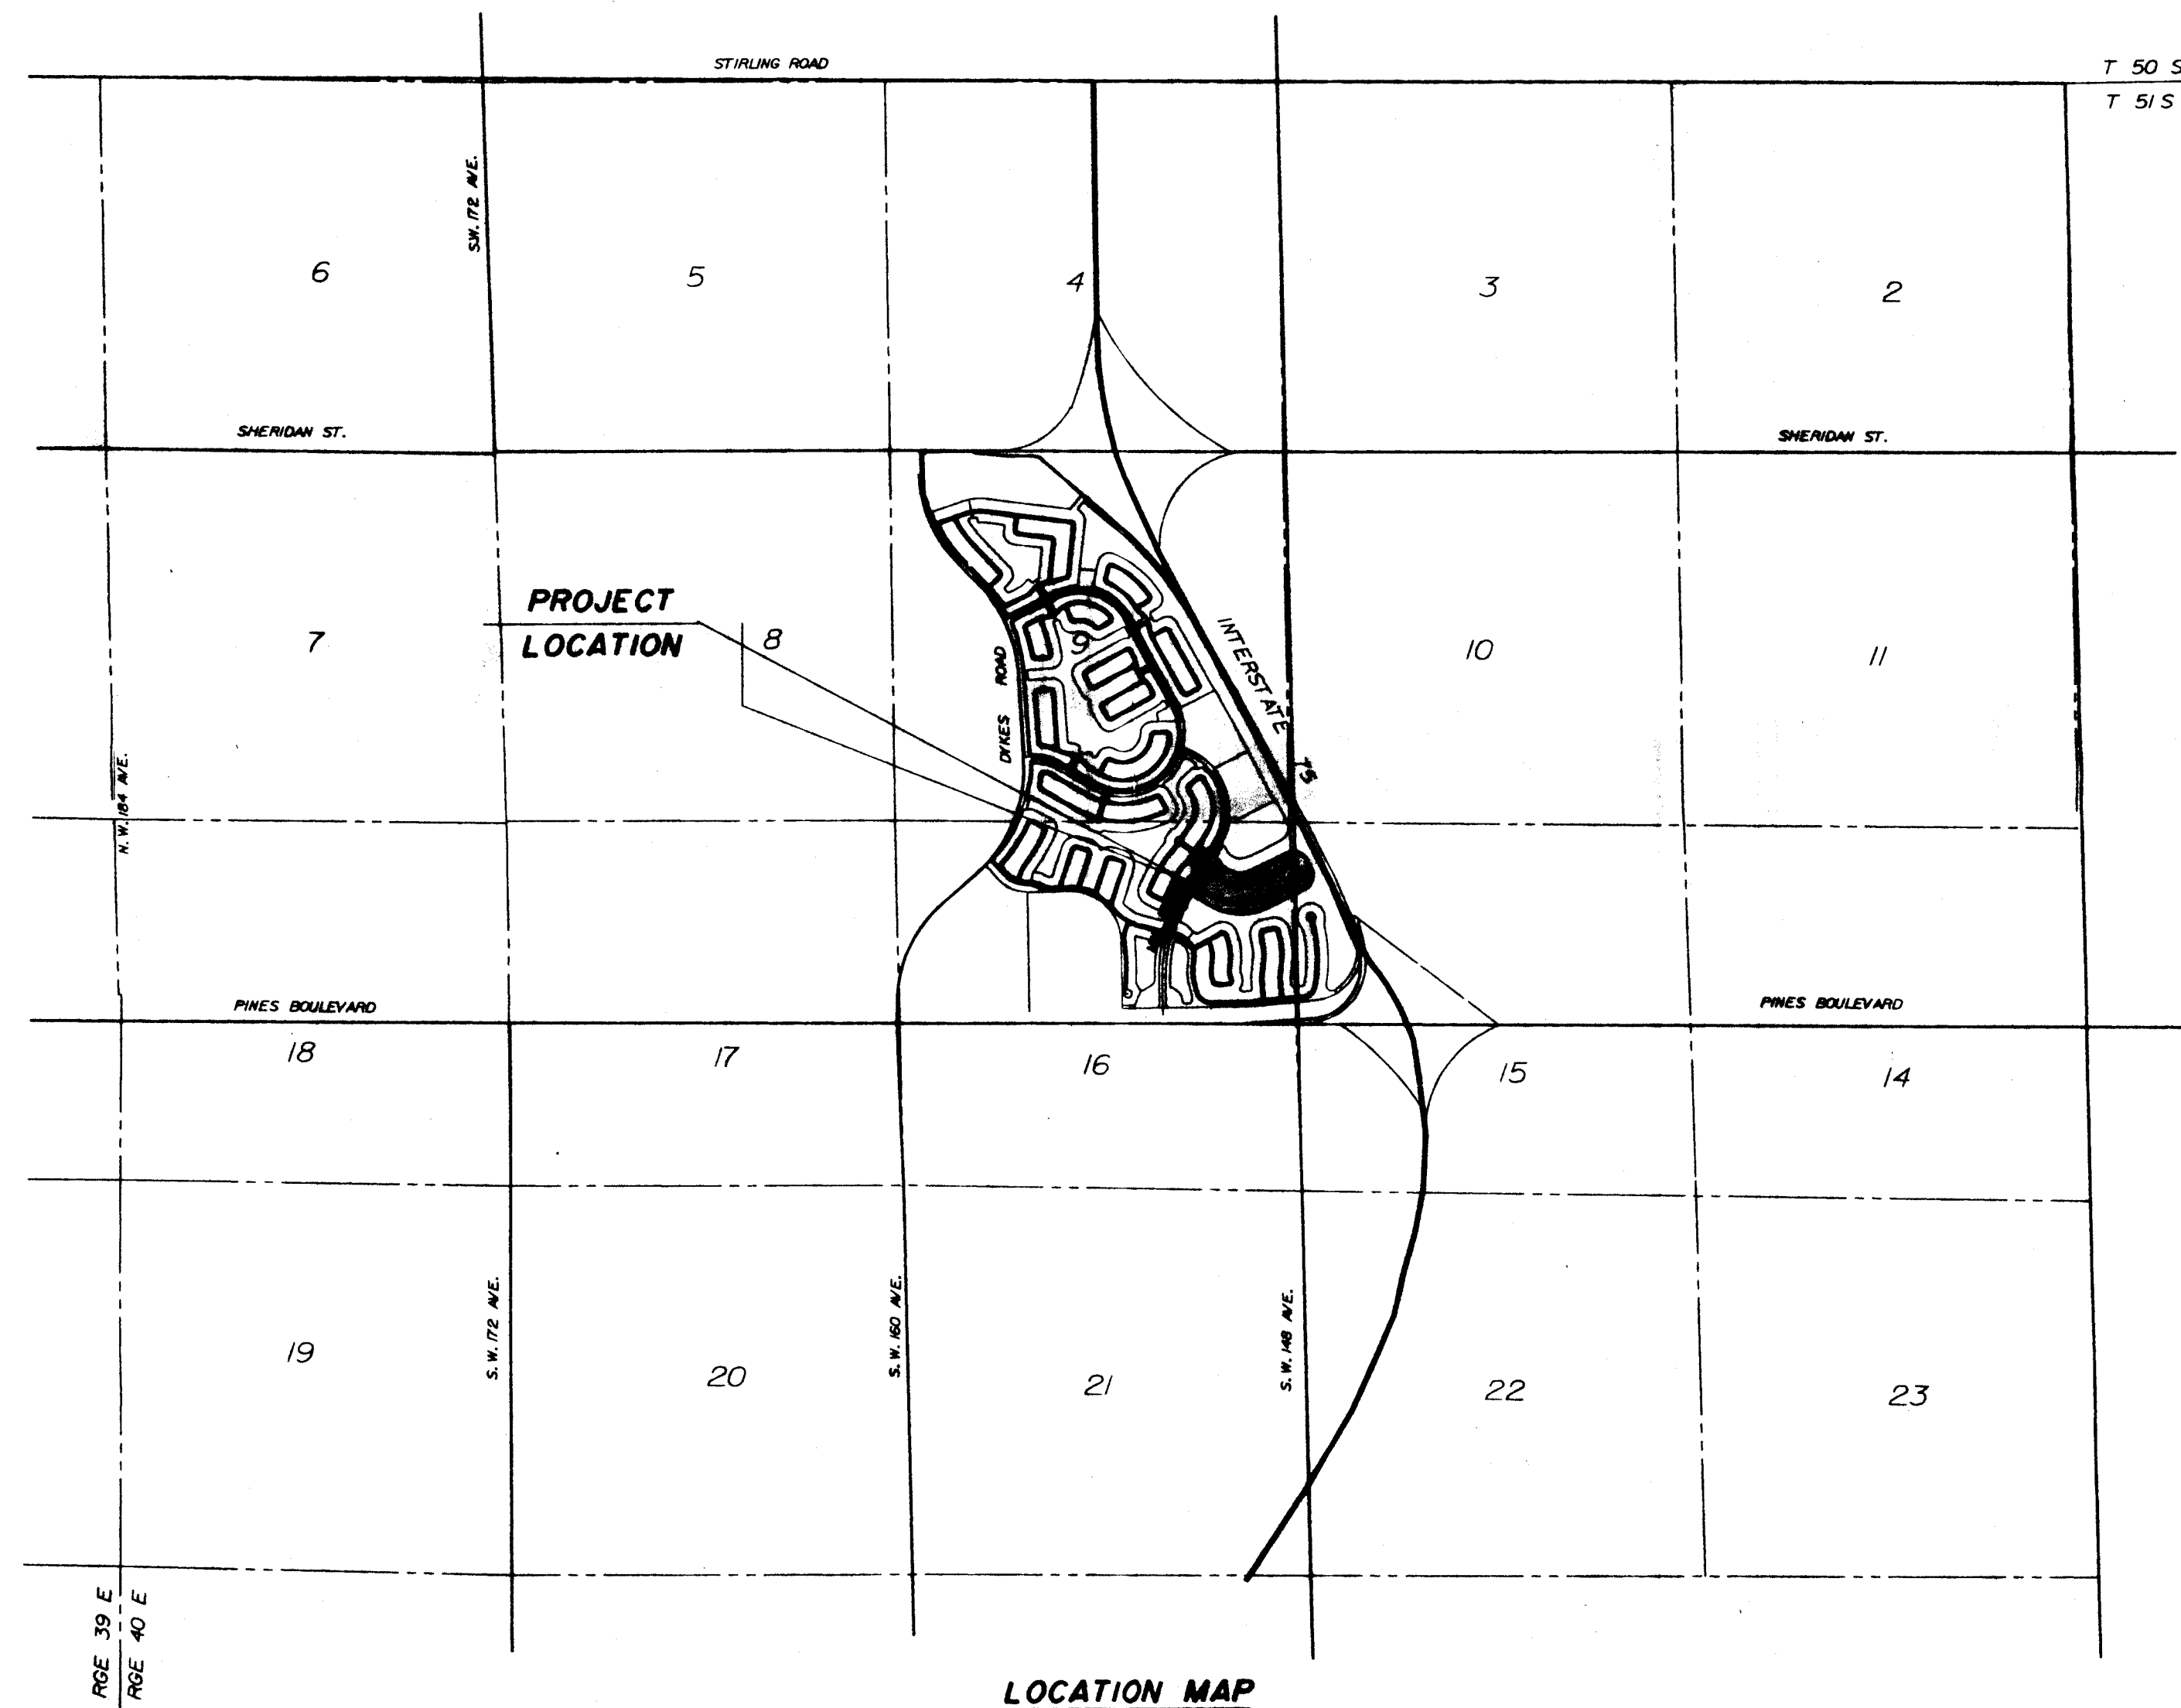 STIRLING ROAD
T 50 S
T 51 S
S.W. 172 AVE.
6
5
4
3
2
SHERIDAN ST.
SHERIDAN ST.
PROJECT
LOCATION
7
8
9
10
11
DYKES ROAD
INTERSTATE 75
N.W. 184 AVE.
PINES BOULEVARD
PINES BOULEVARD
18
17
16
15
14
S.W. 172 AVE.
S.W. 160 AVE.
S.W. 148 AVE.
19
20
21
22
23
RGE 39 E
RGE 40 E
LOCATION MAP